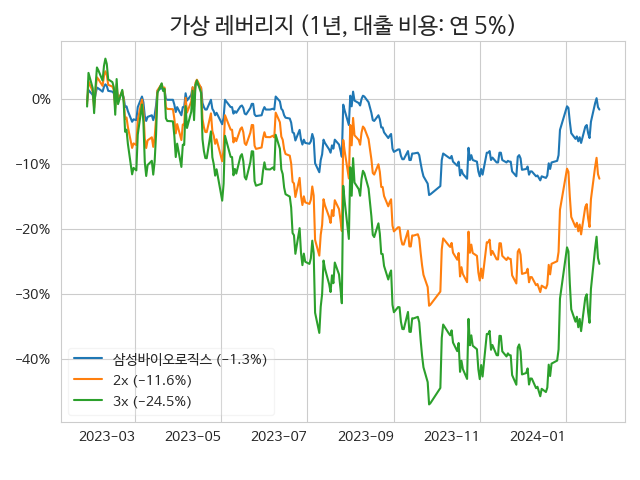 가상 레버리지 (1년, 대출 비용: 연 5%)
0%
−10%
−20%
−30%
−40%
삼성바이오로직스 (−1.3%)
2x (−11.6%)
3x (−24.5%)
2023−03 2023−05 2023−07 2023−09 2023−11 2024−01